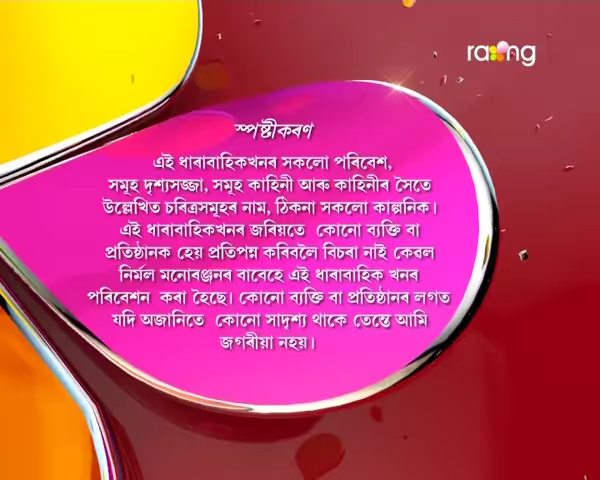 rang
স্পষ্টীকৰণ
এই ধাৰাবাহিকখনৰ সকলো পৰিবেশ,
সমূহ দৃশ্যসজ্জা, সমূহ কাহিনী আৰু কাহিনীৰ সৈতে
উল্লেখিত চৰিত্ৰসমূহৰ নাম, ঠিকনা সকলো কাল্পনিক।
এই ধাৰাবাহিকখনৰ জৰিয়তে কোনো ব্যক্তি বা
প্ৰতিষ্ঠানক হেয় প্ৰতিপন্ন কৰিবলৈ বিচৰা নাই কেৱল
নিৰ্মল মনোৰঞ্জনৰ বাবেহে এই ধাৰাবাহিক খনৰ
পৰিবেশন কৰা হৈছে। কোনো ব্যক্তি বা প্ৰতিষ্ঠানৰ লগত
যদি অজানিতে কোনো সাদৃশ্য থাকে তেন্তে আমি
জগৰীয়া নহয়।